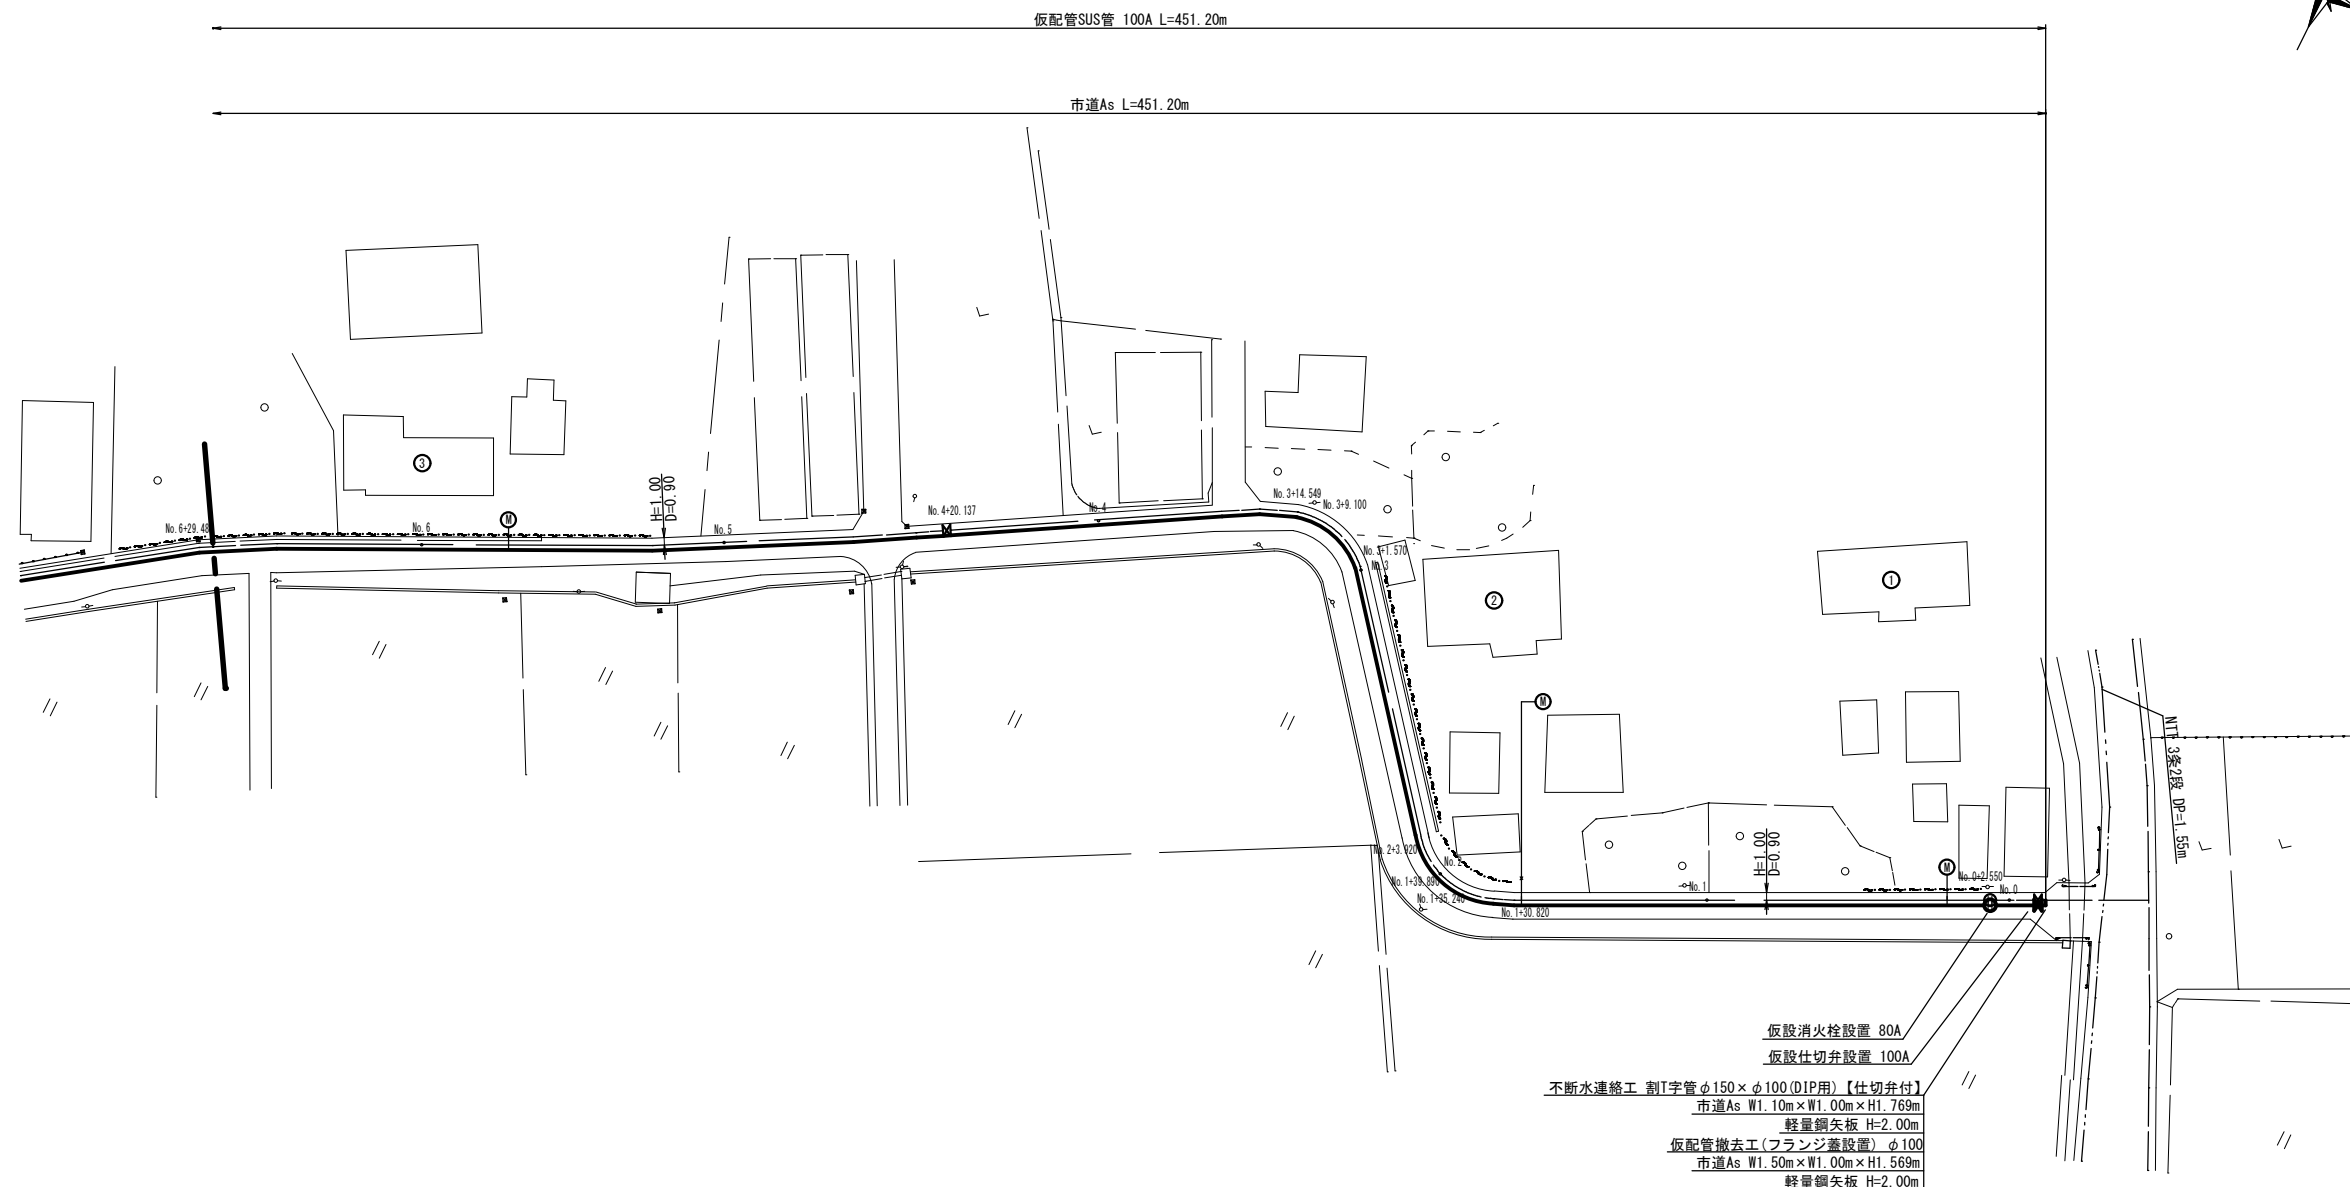 仮配管SUS管 100A L=451.20m
市道As L=451.20m
③
H=1.00
D=0.90
No.6+29.48
No.6
M
No.5
No.4+20.137
No.4
No.3+14.549
No.3+9.100
No.3+1.570
No.3
②
①
M
NTT 3条2段 DP=1.55m
H=1.00
D=0.90
No.2+3.920
No.2
No.1+39.890
No.1+35.240
No.1+30.820
No.1
M
No.0+2.550
No.0
仮設消火栓設置 80A
仮設仕切弁設置 100A
不断水連絡工 割T字管φ150×φ100(DIP用)【仕切弁付】
市道As W1.10m×W1.00m×H1.769m
軽量鋼矢板 H=2.00m
仮配管撤去工(フランジ蓋設置) φ100
市道As W1.50m×W1.00m×H1.569m
軽量鋼矢板 H=2.00m